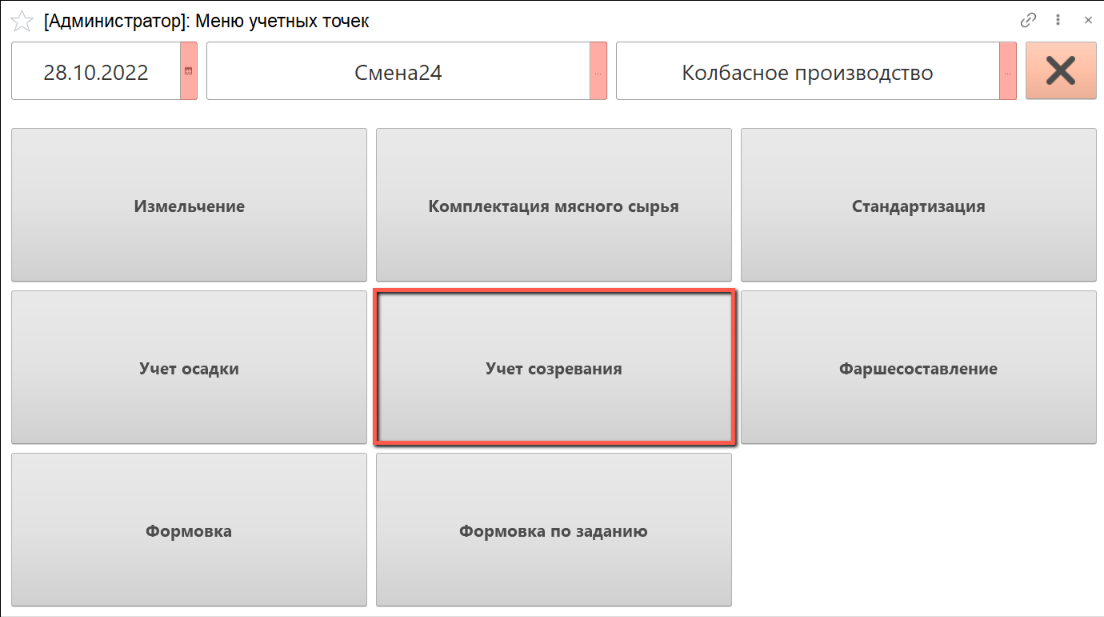 [Администратор]: Меню учетных точек
28.10.2022 Смена24 ... Колбасное производство ...
Измельчение Комплектация мясного сырья Стандартизация
Учет осадки Учет созревания Фаршесоставление
Формовка Формовка по заданию